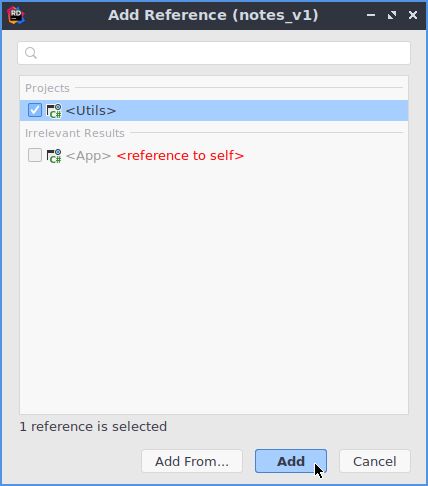 RD
Add Reference (notes_v1)
Projects
C# <Utils>
Irrelevant Results
C# <App> <reference to self>
1 reference is selected
Add From... Add Cancel